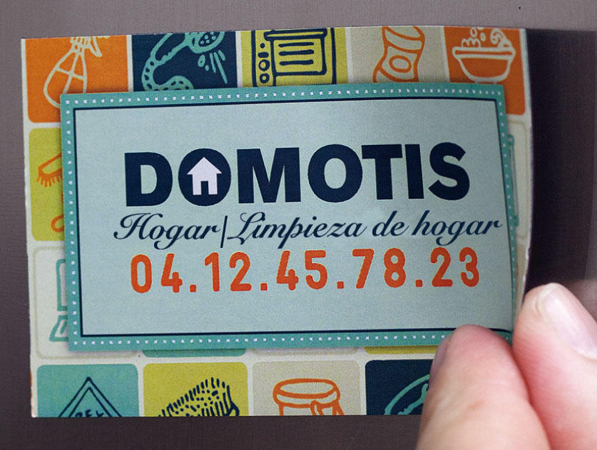 DOMOTIS
Hogar|Limpieza de hogar
04.12.45.78.23